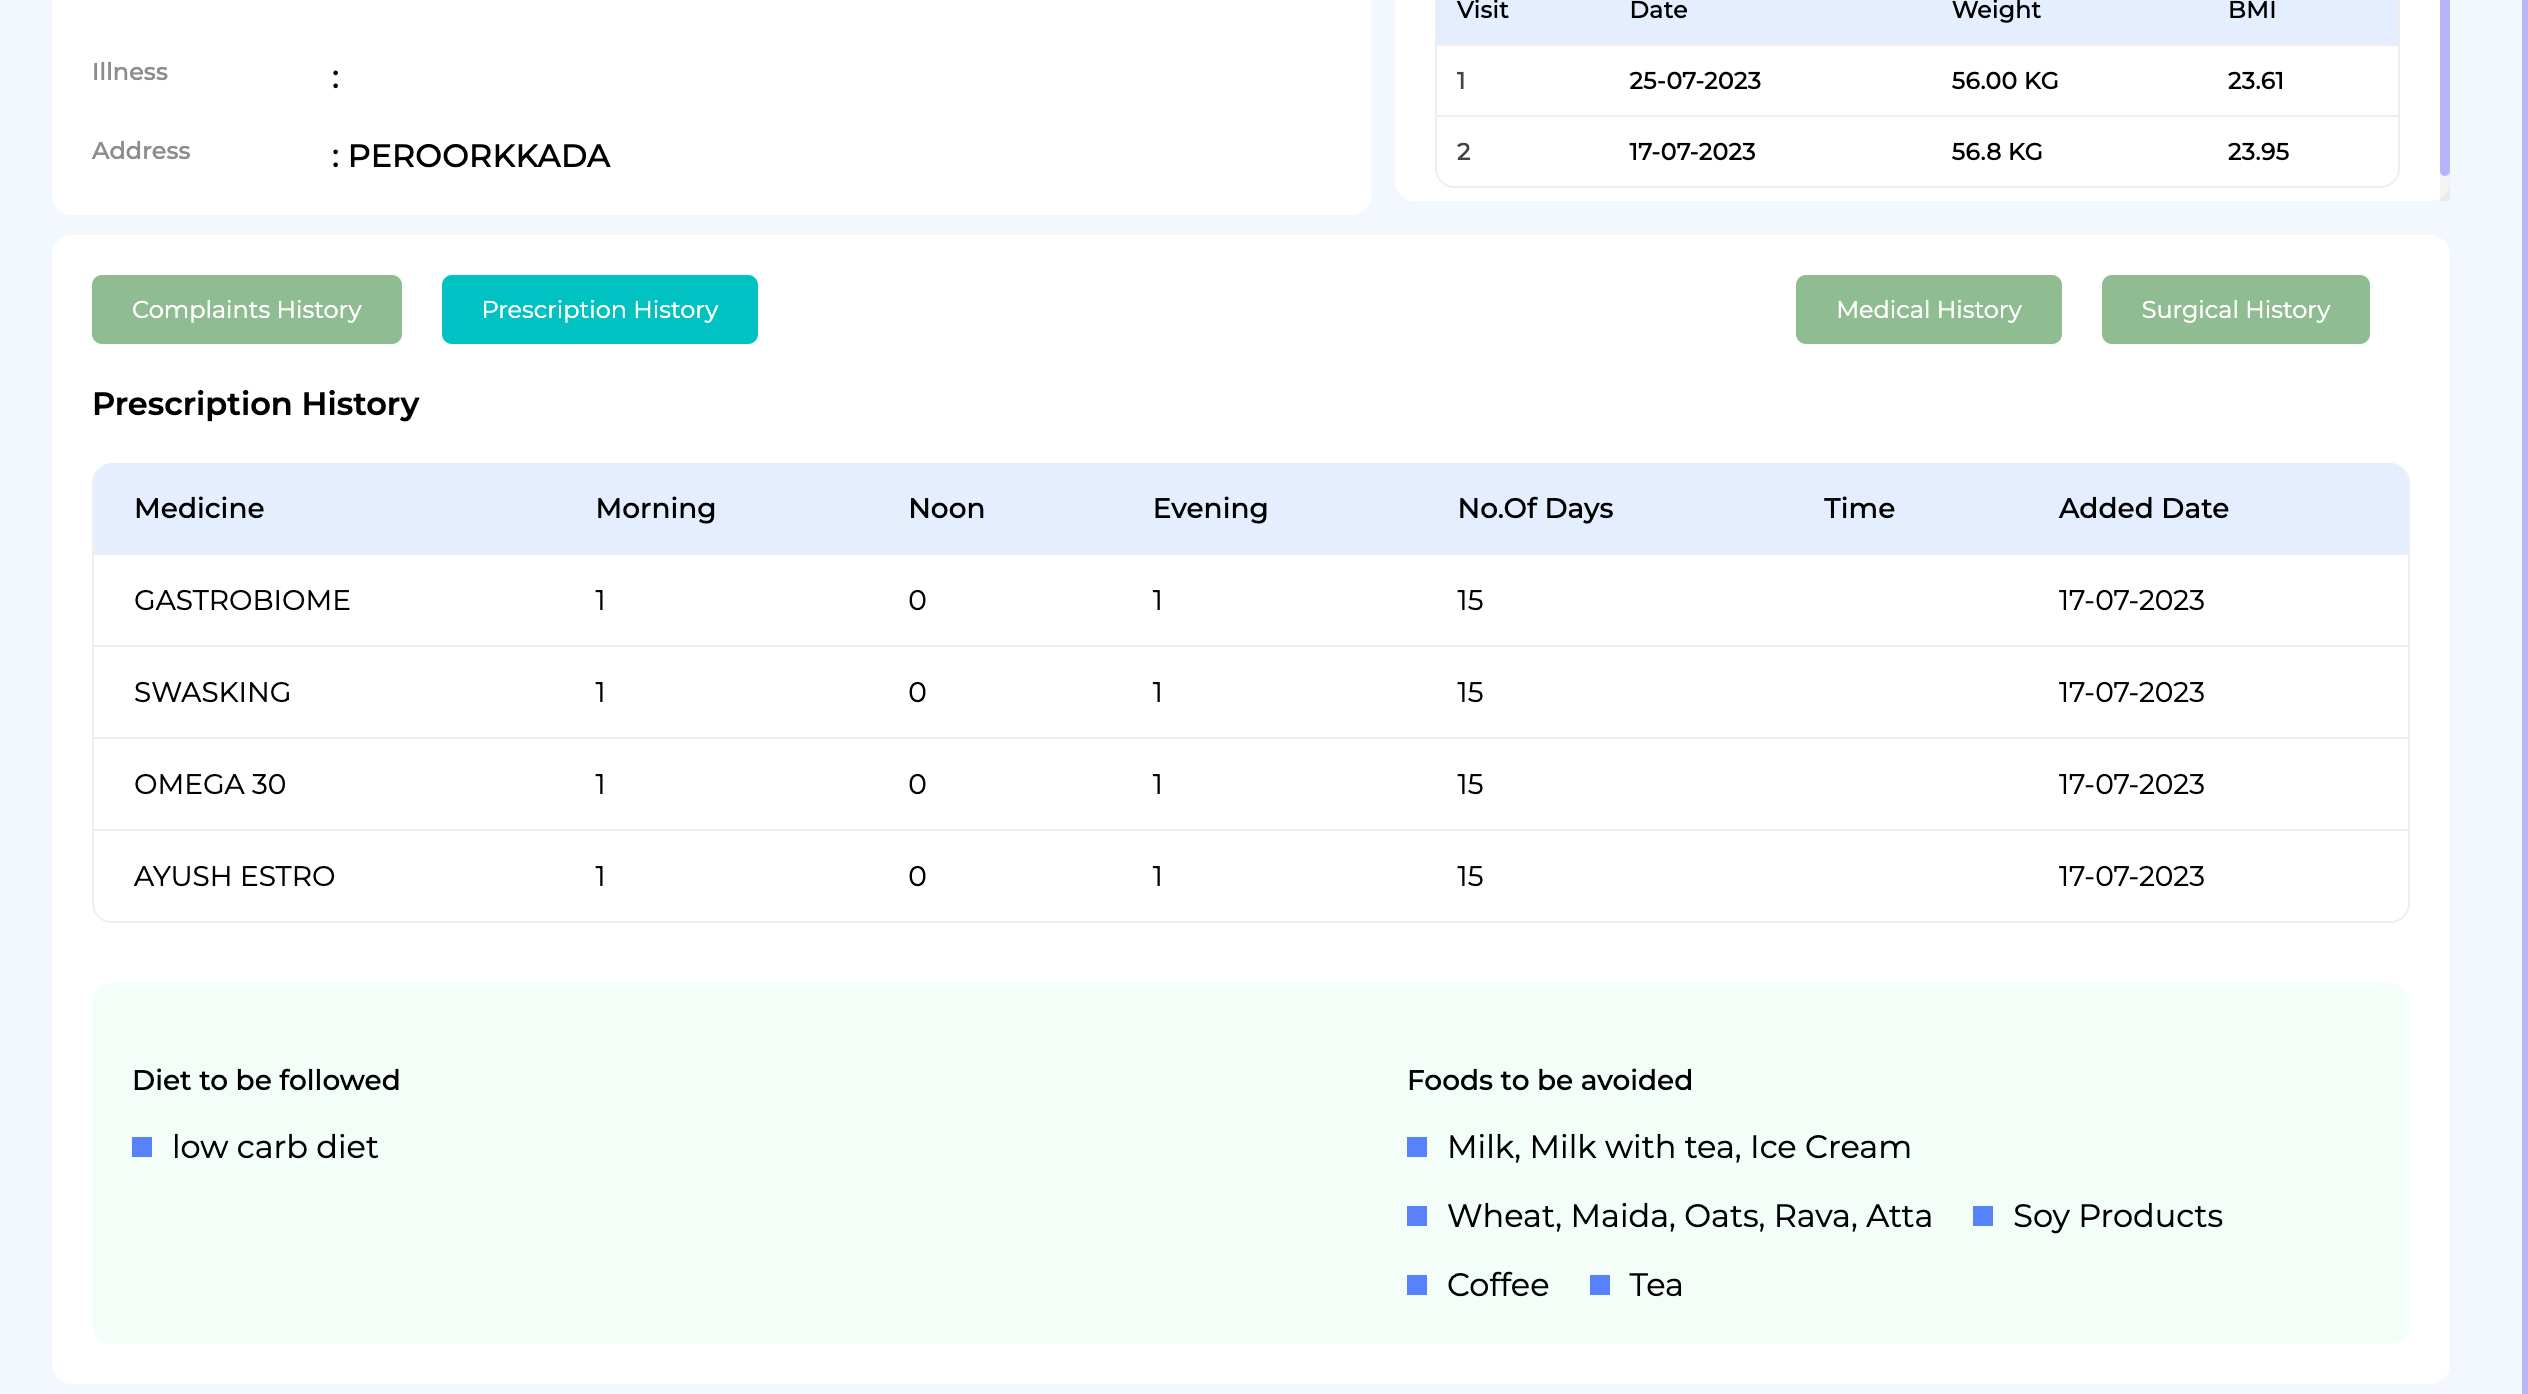 Visit Date Weight BMI
Illness :
1 25-07-2023 56.00 KG 23.61
Address : PEROORKKADA
2 17-07-2023 56.8 KG 23.95
Complaints History Prescription History Medical History Surgical History
Prescription History
Medicine Morning Noon Evening No.Of Days Time Added Date
GASTROBIOME 1 0 1 15 17-07-2023
SWASKING 1 0 1 15 17-07-2023
OMEGA 30 1 0 1 15 17-07-2023
AYUSH ESTRO 1 0 1 15 17-07-2023
Diet to be followed
low carb diet
Foods to be avoided
Milk, Milk with tea, Ice Cream
Wheat, Maida, Oats, Rava, Atta Soy Products
Coffee Tea